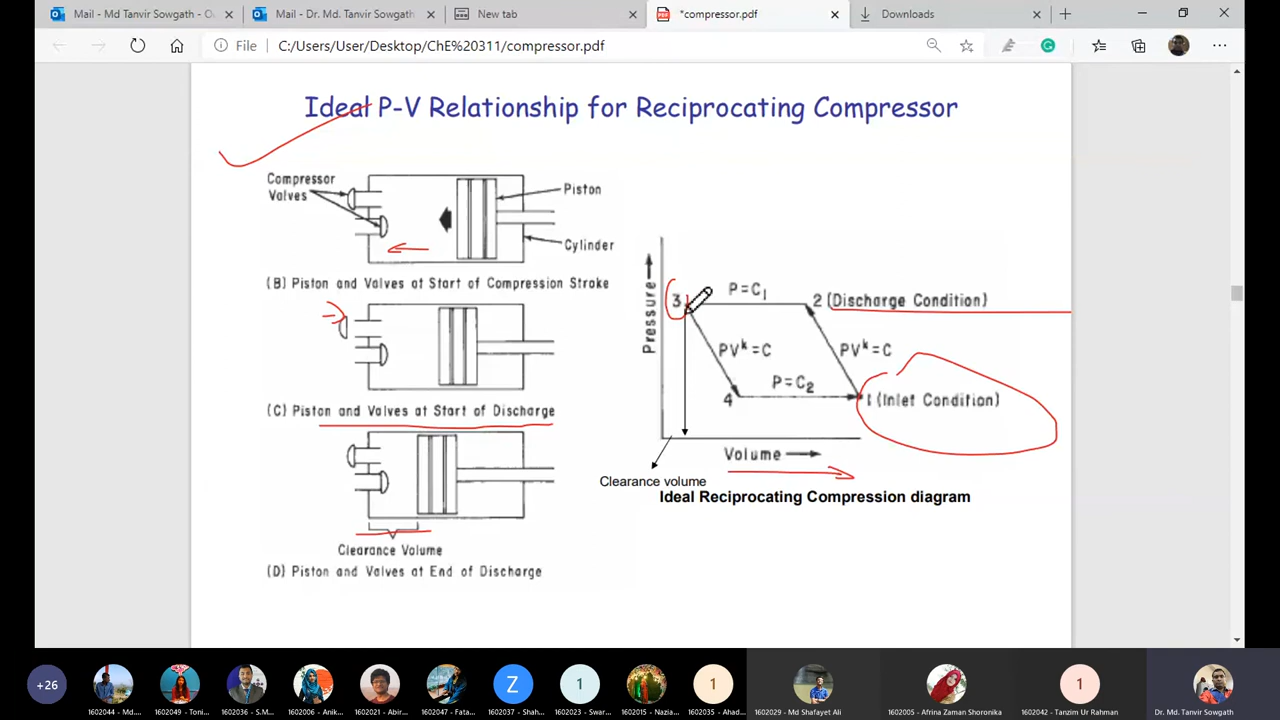 Mail - Md Tanvir Sowgath - Ou
Mail - Dr. Md. Tanvir Sowgath
New tab
*compressor.pdf
Downloads
File
C:/Users/User/Desktop/ChE%20311/compressor.pdf
Ideal P-V Relationship for Reciprocating Compressor
Compressor
Valves
Piston
Cylinder
(B) Piston and Valves at Start of Compression Stroke
(C) Piston and Valves at Start of Discharge
Clearance Volume
(D) Piston and Valves at End of Discharge
Pressure
3
P=C₁
2 (Discharge Condition)
PVᵏ=C
PVᵏ=C
P=C₂
4
1 (Inlet Condition)
Volume
Clearance volume
Ideal Reciprocating Compression diagram
+26
Z
1
1
1
1602044 - Md....
1602049 - Toni...
1602036 - S.M...
1602006 - Anik...
1602021 - Abir...
1602047 - Fata...
1602037 - Shah...
1602023 - Swar...
1602015 - Nazia...
1602035 - Ahad...
1602029 - Md Shafayet Ali
1602005 - Afrina Zaman Shoronika
1602042 - Tanzim Ur Rahman
Dr. Md. Tanvir Sowgath